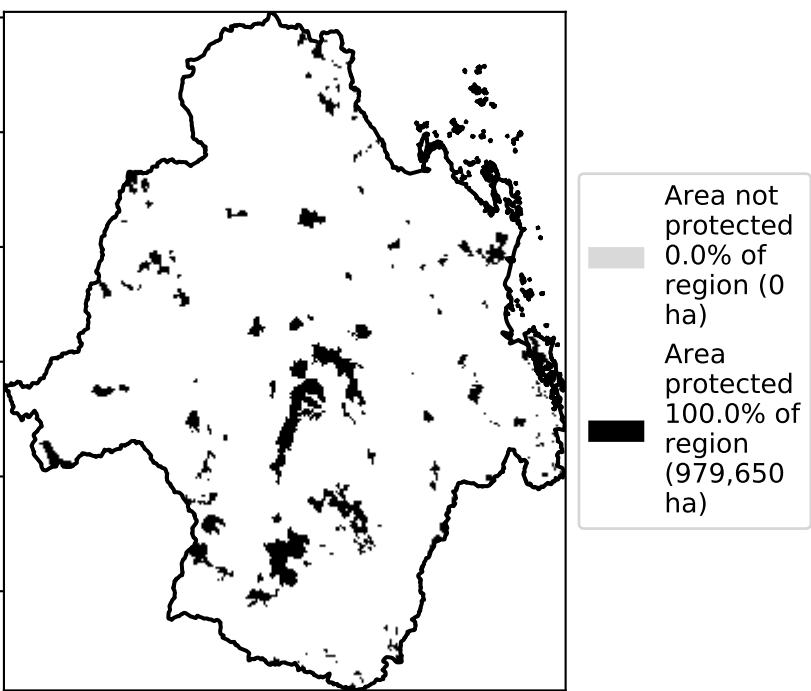 Area not
protected
0.0% of
region (0
ha)
Area
protected
100.0% of
region
(979,650
ha)